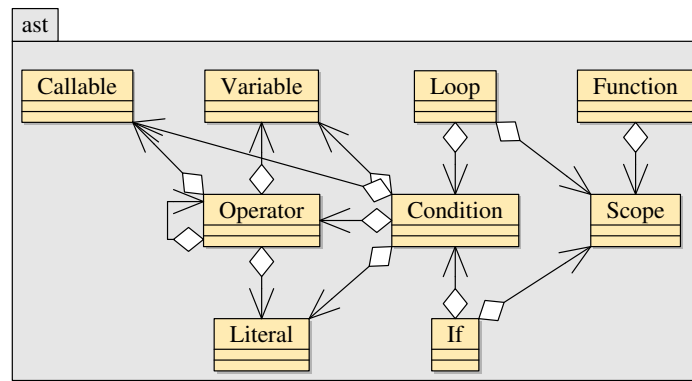 ast
Callable
Variable
Loop
Function
Operator
Condition
Scope
Literal
If